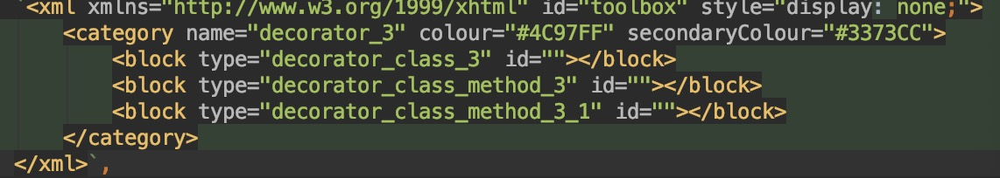 `<xml xmlns="http://www.w3.org/1999/xhtml" id="toolbox" style="display: none;">
<category name="decorator_3" colour="#4C97FF" secondaryColour="#3373CC">
<block type="decorator_class_3" id=""></block>
<block type="decorator_class_method_3" id=""></block>
<block type="decorator_class_method_3_1" id=""></block>
</category>
</xml>`,